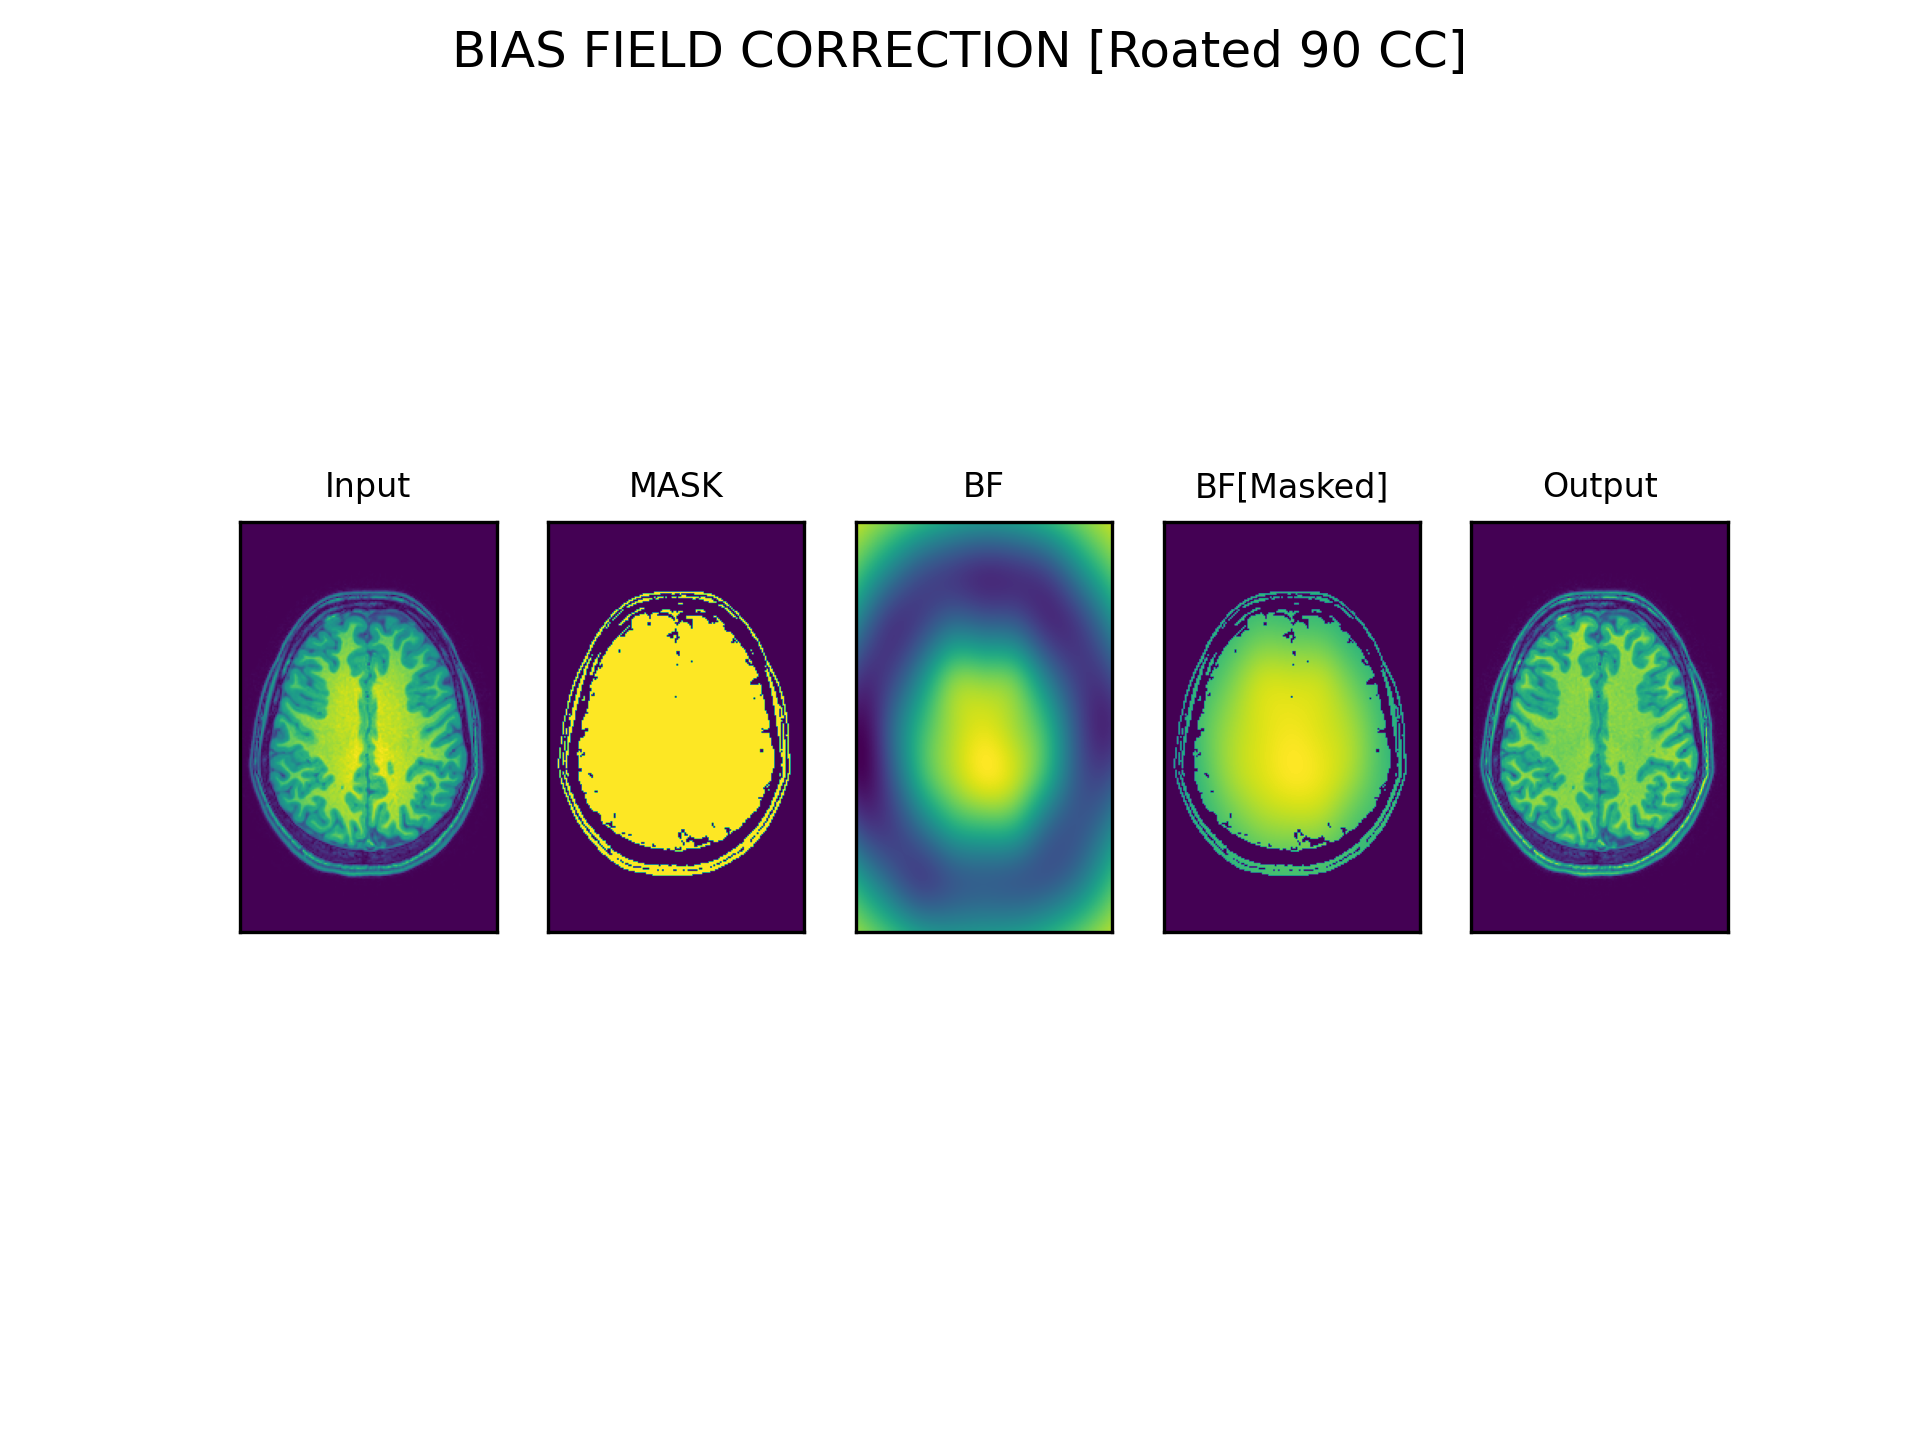 BIAS FIELD CORRECTION [Roated 90 CC]
Input
MASK
BF
BF[Masked]
Output